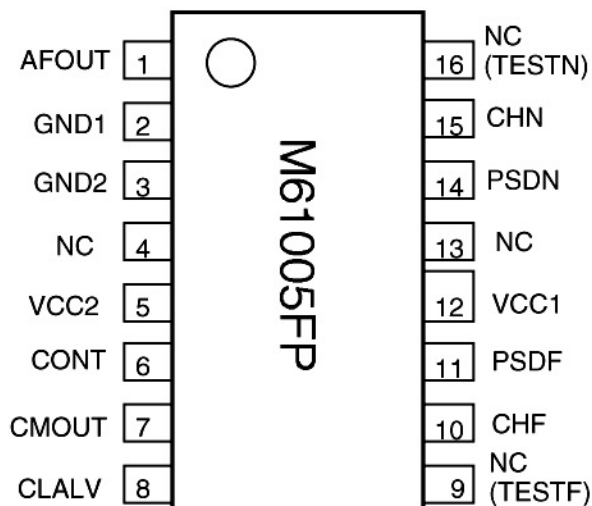 AFOUT 1
GND1 2
GND2 3
NC 4
VCC2 5
CONT 6
CMOUT 7
CLALV 8
M61005FP
16 NC
(TESTN)
15 CHN
14 PSDN
13 NC
12 VCC1
11 PSDF
10 CHF
9 NC
(TESTF)